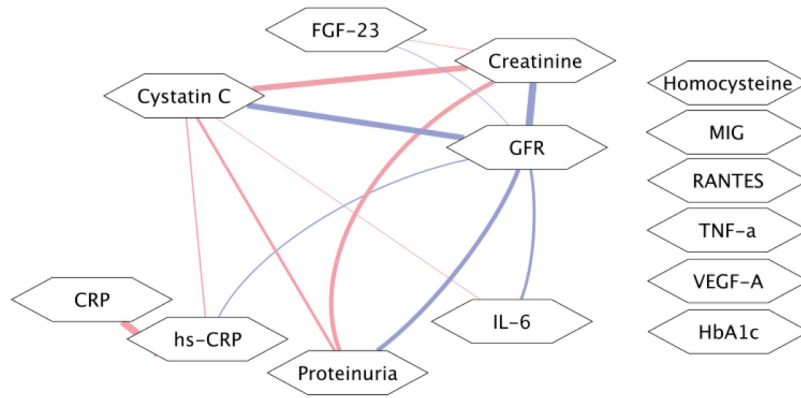 FGF-23
Creatinine
Cystatin C
Homocysteine
MIG
GFR
RANTES
TNF-a
VEGF-A
CRP
IL-6
HbA1c
hs-CRP
Proteinuria